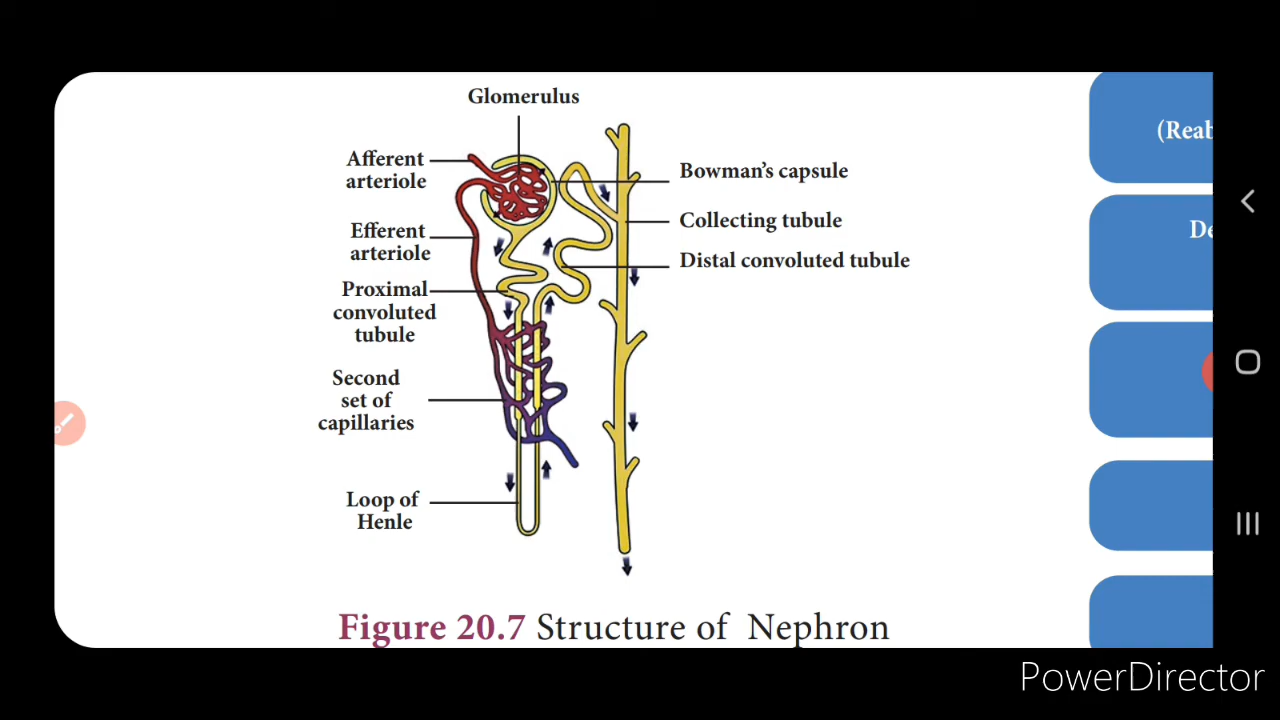 Glomerulus
Afferent
arteriole
Efferent
arteriole
Proximal
convoluted
tubule
Second
set of
capillaries
Loop of
Henle
Bowman's capsule
Collecting tubule
Distal convoluted tubule
Figure 20.7 Structure of Nephron
(Reab
De
PowerDirector